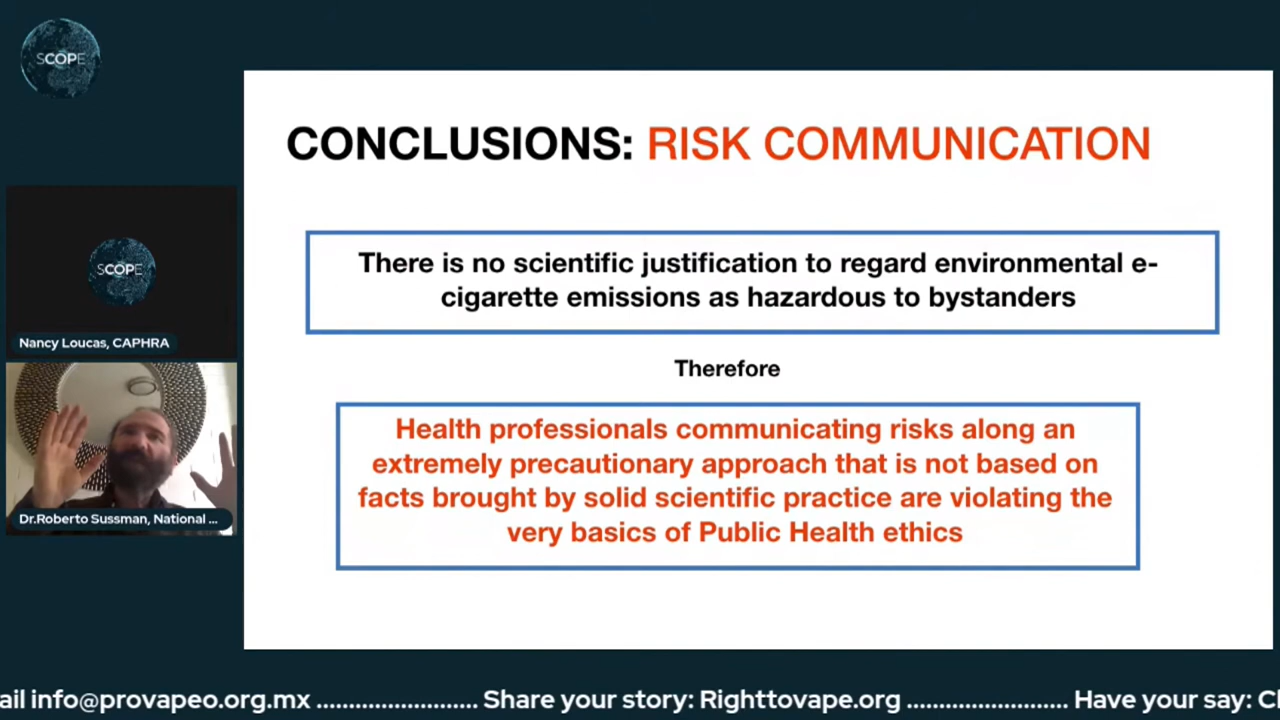 SCOPE
CONCLUSIONS: RISK COMMUNICATION
There is no scientific justification to regard environmental e-
cigarette emissions as hazardous to bystanders
Therefore
Health professionals communicating risks along an
extremely precautionary approach that is not based on
facts brought by solid scientific practice are violating the
very basics of Public Health ethics
SCOPE
Nancy Loucas, CAPHRA
Dr.Roberto Sussman, National ...
ail info@provapeo.org.mx ........................ Share your story: Righttovape.org ........................ Have your say: